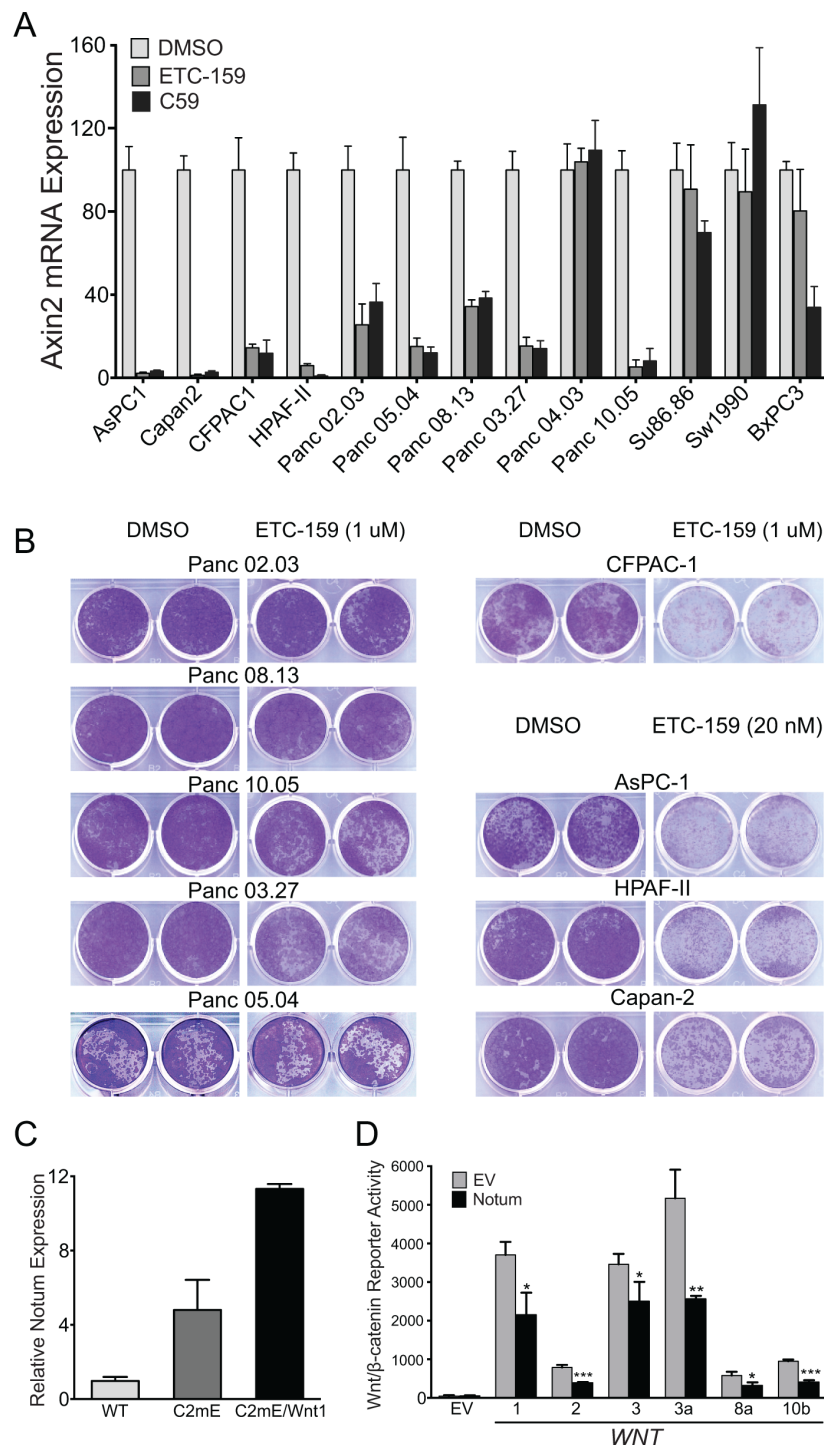 A
Axin2 mRNA Expression
160
120
80
40
0
DMSO
ETC-159
C59
AsPC1
Capan2
CFPAC1
HPAF-II
Panc 02.03
Panc 05.04
Panc 08.13
Panc 03.27
Panc 04.03
Panc 10.05
Su86.86
Sw1990
BxPC3
B
DMSO ETC-159 (1 uM)
Panc 02.03
Panc 08.13
Panc 10.05
Panc 03.27
Panc 05.04
DMSO ETC-159 (1 uM)
CFPAC-1
DMSO ETC-159 (20 nM)
AsPC-1
HPAF-II
Capan-2
C
Relative Notum Expression
12
8
4
0
WT C2mE C2mE/Wnt1
D
Wnt/β-catenin Reporter Activity
6000
5000
4000
3000
2000
1000
0
EV
Notum
* *** * ** * ***
EV 1 2 3 3a 8a 10b
WNT